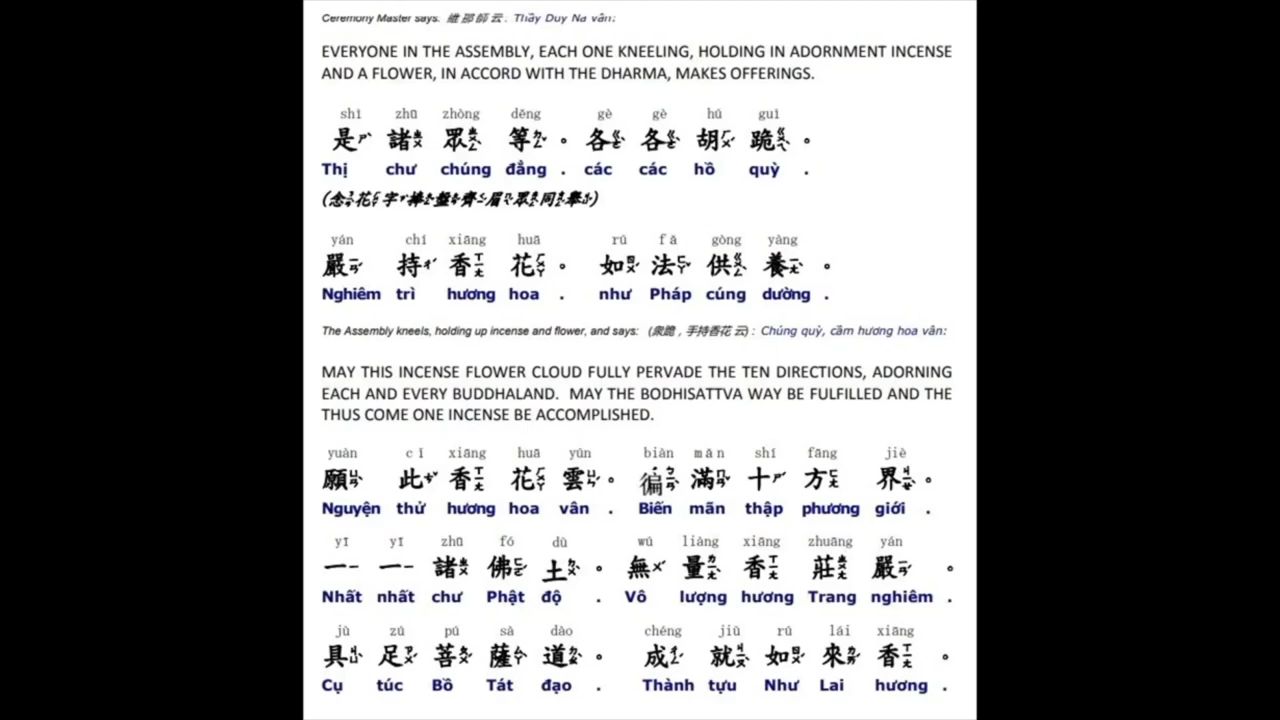 Ceremony Master says: 維那師云: Thầy Duy Na vân:
EVERYONE IN THE ASSEMBLY, EACH ONE KNEELING, HOLDING IN ADORNMENT INCENSE
AND A FLOWER, IN ACCORD WITH THE DHARMA, MAKES OFFERINGS.
shì zhū zhòng děng gè gè hú guì
是諸眾等。各各胡跪。
Thị chư chúng đẳng . các các hồ quỳ .
(念花字捧盤齊眉眾同舉)
yán chí xiāng huā rú fǎ gòng yàng
嚴持香花。如法供養。
Nghiêm trì hương hoa . như Pháp cúng dường .
The Assembly kneels, holding up incense and flower, and says: (衆跪，手持香花 云) : Chúng quỳ, cầm hương hoa vân:
MAY THIS INCENSE FLOWER CLOUD FULLY PERVADE THE TEN DIRECTIONS, ADORNING
EACH AND EVERY BUDDHALAND. MAY THE BODHISATTVA WAY BE FULFILLED AND THE
THUS COME ONE INCENSE BE ACCOMPLISHED.
yuàn cǐ xiāng huā yún biàn mǎn shí fāng jiè
願此香花雲。徧滿十方界。
Nguyện thử hương hoa vân . Biến mãn thập phương giới .
yī yī zhū fó dù wú liàng xiāng zhuāng yán
一一諸佛土。無量香莊嚴。
Nhất nhất chư Phật độ . Vô lượng hương Trang nghiêm .
jù zú pú sà dào chéng jiù rú lái xiāng
具足菩薩道。成就如來香。
Cụ túc Bồ Tát đạo . Thành tựu Như Lai hương .